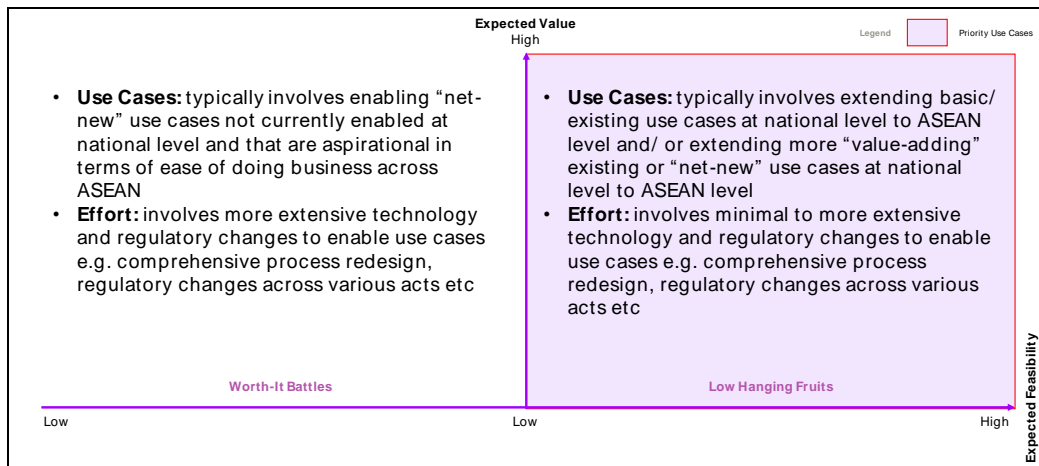 Expected Value
High
Legend
Priority Use Cases
• Use Cases: typically involves enabling “net-
new” use cases not currently enabled at
national level and that are aspirational in
terms of ease of doing business across
ASEAN
• Effort: involves more extensive technology
and regulatory changes to enable use cases
e.g. comprehensive process redesign,
regulatory changes across various acts etc
• Use Cases: typically involves extending basic/
existing use cases at national level to ASEAN
level and/ or extending more “value-adding”
existing or “net-new” use cases at national
level to ASEAN level
• Effort: involves minimal to more extensive
technology and regulatory changes to enable
use cases e.g. comprehensive process
redesign, regulatory changes across various
acts etc
Worth-It Battles
Low Hanging Fruits
Low
Low
High
Expected Feasibility